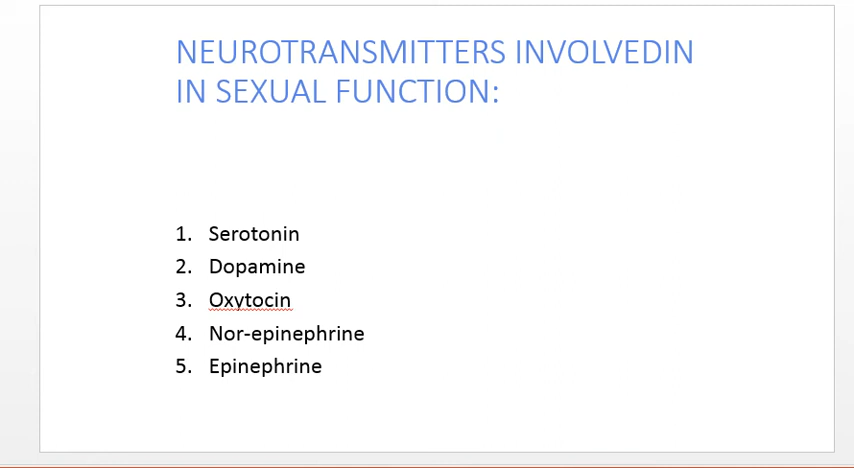 NEUROTRANSMITTERS INVOLVEDIN
IN SEXUAL FUNCTION:
1. Serotonin
2. Dopamine
3. Oxytocin
4. Nor-epinephrine
5. Epinephrine